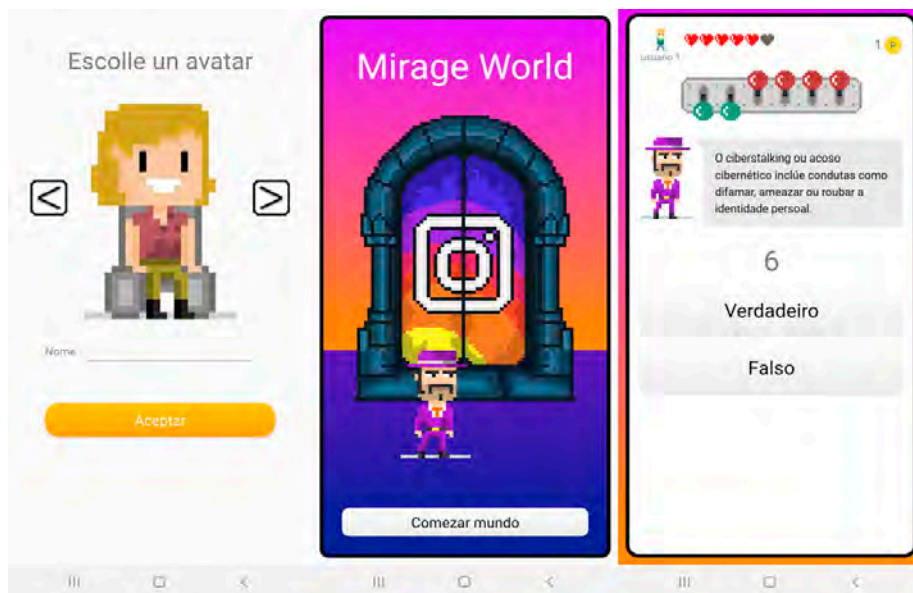 Escolle un avatar
<
>
Nome
Aceptar
Mirage World
Comezar mundo
usuario 1
1 P
O ciberstalking ou acoso
cibernético inclúe condutas como
difamar, ameazar ou roubar a
identidade persoal.
6
Verdadeiro
Falso